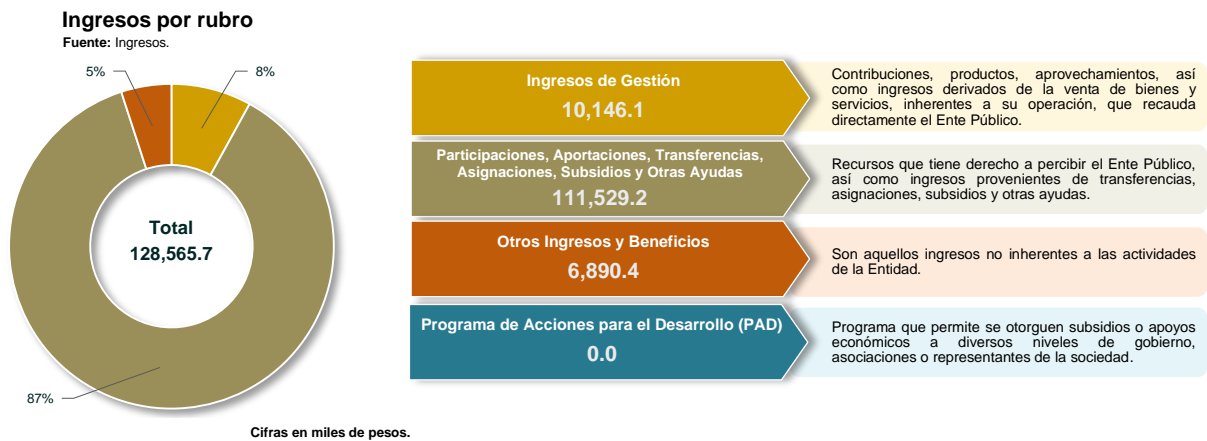 Ingresos por rubro
Fuente: Ingresos.
5%
8%
87%
Total
128,565.7
Ingresos de Gestión
10,146.1
Contribuciones, productos, aprovechamientos, así
como ingresos derivados de la venta de bienes y
servicios, inherentes a su operación, que recauda
directamente el Ente Público.
Participaciones, Aportaciones, Transferencias,
Asignaciones, Subsidios y Otras Ayudas
111,529.2
Recursos que tiene derecho a percibir el Ente Público,
así como ingresos provenientes de transferencias,
asignaciones, subsidios y otras ayudas.
Otros Ingresos y Beneficios
6,890.4
Son aquellos ingresos no inherentes a las actividades
de la Entidad.
Programa de Acciones para el Desarrollo (PAD)
0.0
Programa que permite se otorguen subsidios o apoyos
económicos a diversos niveles de gobierno,
asociaciones o representantes de la sociedad.
Cifras en miles de pesos.